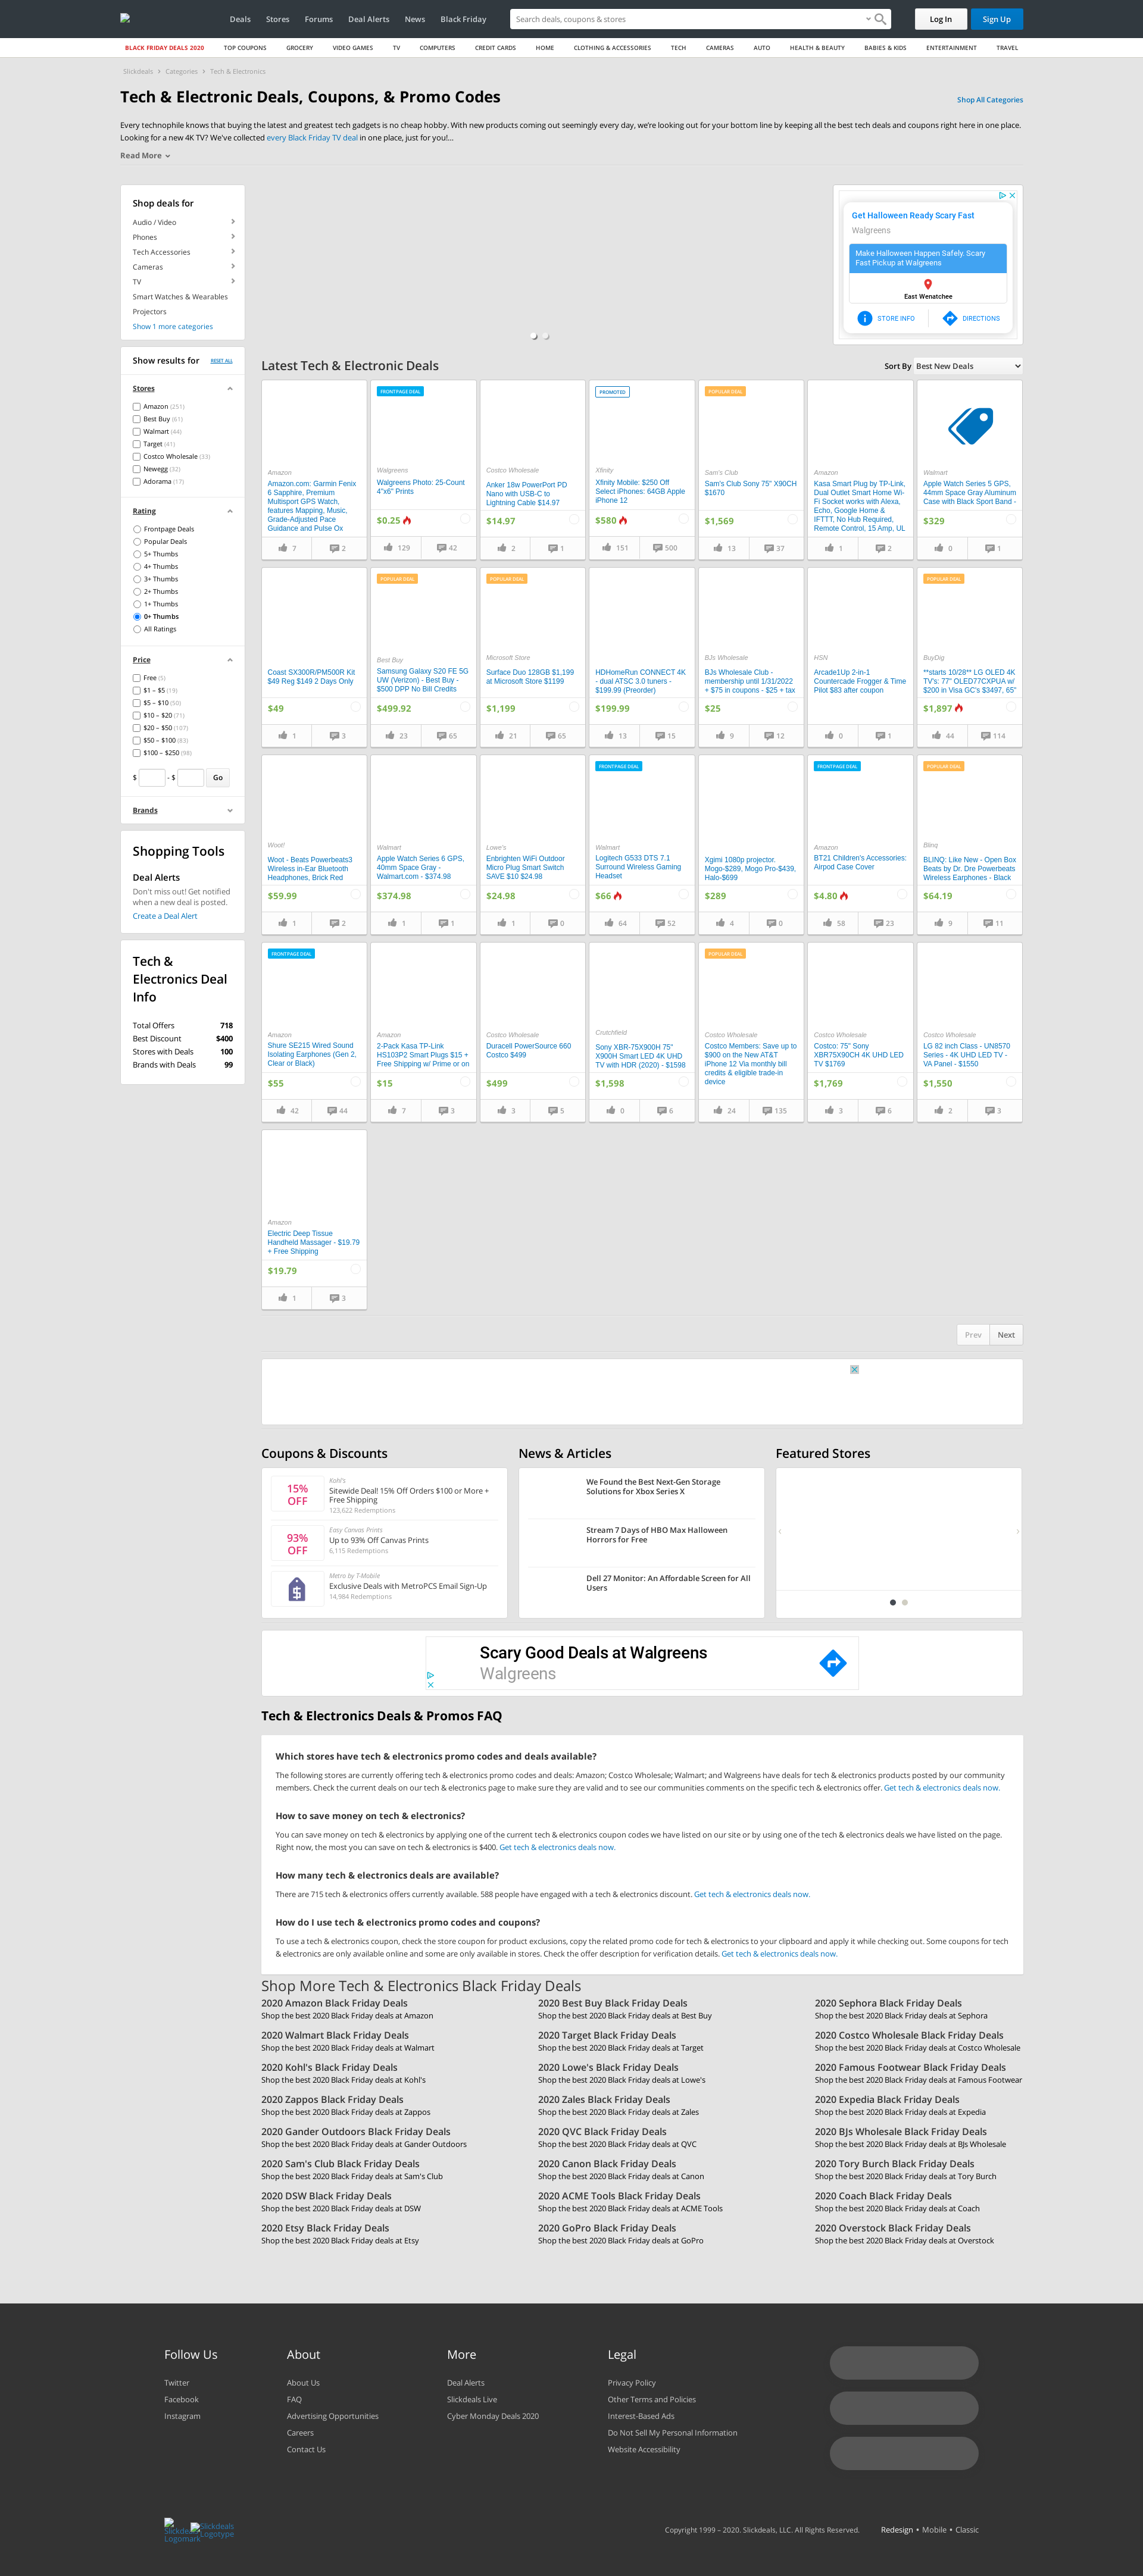 Deals Stores Forums Deal Alerts News Black Friday
Search deals, coupons & stores
Log In
Sign Up
BLACK FRIDAY DEALS 2020 TOP COUPONS GROCERY VIDEO GAMES TV COMPUTERS CREDIT CARDS HOME CLOTHING & ACCESSORIES TECH CAMERAS AUTO HEALTH & BEAUTY BABIES & KIDS ENTERTAINMENT TRAVEL
Slickdeals › Categories › Tech & Electronics
Tech & Electronic Deals, Coupons, & Promo Codes
Shop All Categories
Every technophile knows that buying the latest and greatest tech gadgets is no cheap hobby. With new products coming out seemingly every day, we're looking out for your bottom line by keeping all the best tech deals and coupons right here in one place.
Looking for a new 4K TV? We've collected every Black Friday TV deal in one place, just for you!...
Read More
Shop deals for
Audio / Video
Phones
Tech Accessories
Cameras
TV
Smart Watches & Wearables
Projectors
Show 1 more categories
Get Halloween Ready Scary Fast
Walgreens
Make Halloween Happen Safely. Scary
Fast Pickup at Walgreens
East Wenatchee
STORE INFO
DIRECTIONS
Show results for
RESET ALL
Stores
Amazon (251)
Best Buy (61)
Walmart (44)
Target (41)
Costco Wholesale (33)
Newegg (32)
Adorama (17)
Rating
Frontpage Deals
Popular Deals
5+ Thumbs
4+ Thumbs
3+ Thumbs
2+ Thumbs
1+ Thumbs
0+ Thumbs
All Ratings
Price
Free (5)
$1 – $5 (19)
$5 – $10 (50)
$10 – $20 (71)
$20 – $50 (107)
$50 – $100 (83)
$100 – $250 (98)
$ - $ Go
Brands
Shopping Tools
Deal Alerts
Don't miss out! Get notified
when a new deal is posted.
Create a Deal Alert
Tech &
Electronics Deal
Info
Total Offers 718
Best Discount $400
Stores with Deals 100
Brands with Deals 99
Latest Tech & Electronic Deals
Sort By Best New Deals
Amazon
Amazon.com: Garmin Fenix
6 Sapphire, Premium
Multisport GPS Watch,
features Mapping, Music,
Grade-Adjusted Pace
Guidance and Pulse Ox
7 2
FRONTPAGE DEAL
Walgreens
Walgreens Photo: 25-Count
4"x6" Prints
$0.25
129 42
Costco Wholesale
Anker 18w PowerPort PD
Nano with USB-C to
Lightning Cable $14.97
$14.97
2 1
PROMOTED
Xfinity
Xfinity Mobile: $250 Off
Select iPhones: 64GB Apple
iPhone 12
$580
151 500
POPULAR DEAL
Sam's Club
Sam's Club Sony 75" X90CH
$1670
$1,569
13 37
Amazon
Kasa Smart Plug by TP-Link,
Dual Outlet Smart Home Wi-
Fi Socket works with Alexa,
Echo, Google Home &
IFTTT, No Hub Required,
Remote Control, 15 Amp, UL
1 2
Walmart
Apple Watch Series 5 GPS,
44mm Space Gray Aluminum
Case with Black Sport Band -
$329
0 1
Coast SX300R/PM500R Kit
$49 Reg $149 2 Days Only
$49
1 3
POPULAR DEAL
Best Buy
Samsung Galaxy S20 FE 5G
UW (Verizon) - Best Buy -
$500 DPP No Bill Credits
$499.92
23 65
POPULAR DEAL
Microsoft Store
Surface Duo 128GB $1,199
at Microsoft Store $1199
$1,199
21 65
HDHomeRun CONNECT 4K
- dual ATSC 3.0 tuners -
$199.99 (Preorder)
$199.99
13 15
BJs Wholesale
BJs Wholesale Club -
membership until 1/31/2022
+ $75 in coupons - $25 + tax
$25
9 12
HSN
Arcade1Up 2-in-1
Countercade Frogger & Time
Pilot $83 after coupon
0 1
POPULAR DEAL
BuyDig
**starts 10/28** LG OLED 4K
TV's: 77" OLED77CXPUA w/
$200 in Visa GC's $3497, 65"
$1,897
44 114
Woot!
Woot - Beats Powerbeats3
Wireless in-Ear Bluetooth
Headphones, Brick Red
$59.99
1 2
Walmart
Apple Watch Series 6 GPS,
40mm Space Gray -
Walmart.com - $374.98
$374.98
1 1
Lowe's
Enbrighten WiFi Outdoor
Micro Plug Smart Switch
SAVE $10 $24.98
$24.98
1 0
FRONTPAGE DEAL
Walmart
Logitech G533 DTS 7.1
Surround Wireless Gaming
Headset
$66
64 52
Xgimi 1080p projector.
Mogo-$289, Mogo Pro-$439,
Halo-$699
$289
4 0
FRONTPAGE DEAL
Amazon
BT21 Children's Accessories:
Airpod Case Cover
$4.80
58 23
POPULAR DEAL
Blinq
BLINQ: Like New - Open Box
Beats by Dr. Dre Powerbeats
Wireless Earphones - Black
$64.19
9 11
FRONTPAGE DEAL
Amazon
Shure SE215 Wired Sound
Isolating Earphones (Gen 2,
Clear or Black)
$55
42 44
Amazon
2-Pack Kasa TP-Link
HS103P2 Smart Plugs $15 +
Free Shipping w/ Prime or on
$15
7 3
Costco Wholesale
Duracell PowerSource 660
Costco $499
$499
3 5
Crutchfield
Sony XBR-75X900H 75"
X900H Smart LED 4K UHD
TV with HDR (2020) - $1598
$1,598
0 6
POPULAR DEAL
Costco Wholesale
Costco Members: Save up to
$900 on the New AT&T
iPhone 12 Via monthly bill
credits & eligible trade-in
device
24 135
Costco Wholesale
Costco: 75" Sony
XBR75X90CH 4K UHD LED
TV $1769
$1,769
3 6
Costco Wholesale
LG 82 inch Class - UN8570
Series - 4K UHD LED TV -
VA Panel - $1550
$1,550
2 3
Amazon
Electric Deep Tissue
Handheld Massager - $19.79
+ Free Shipping
$19.79
1 3
Prev Next
Coupons & Discounts
15%
OFF
Kohl's
Sitewide Deal! 15% Off Orders $100 or More +
Free Shipping
123,622 Redemptions
93%
OFF
Easy Canvas Prints
Up to 93% Off Canvas Prints
6,115 Redemptions
Metro by T-Mobile
Exclusive Deals with MetroPCS Email Sign-Up
14,984 Redemptions
News & Articles
We Found the Best Next-Gen Storage
Solutions for Xbox Series X
Stream 7 Days of HBO Max Halloween
Horrors for Free
Dell 27 Monitor: An Affordable Screen for All
Users
Featured Stores
Scary Good Deals at Walgreens
Walgreens
Tech & Electronics Deals & Promos FAQ
Which stores have tech & electronics promo codes and deals available?
The following stores are currently offering tech & electronics promo codes and deals: Amazon; Costco Wholesale; Walmart; and Walgreens have deals for tech & electronics products posted by our community
members. Check the current deals on our tech & electronics page to make sure they are valid and to see our communities comments on the specific tech & electronics offer. Get tech & electronics deals now.
How to save money on tech & electronics?
You can save money on tech & electronics by applying one of the current tech & electronics coupon codes we have listed on our site or by using one of the tech & electronics deals we have listed on the page.
Right now, the most you can save on tech & electronics is $400. Get tech & electronics deals now.
How many tech & electronics deals are available?
There are 715 tech & electronics offers currently available. 588 people have engaged with a tech & electronics discount. Get tech & electronics deals now.
How do I use tech & electronics promo codes and coupons?
To use a tech & electronics coupon, check the store coupon for product exclusions, copy the related promo code for tech & electronics to your clipboard and apply it while checking out. Some coupons for tech
& electronics are only available online and some are only available in stores. Check the offer description for verification details. Get tech & electronics deals now.
Shop More Tech & Electronics Black Friday Deals
2020 Amazon Black Friday Deals 2020 Best Buy Black Friday Deals 2020 Sephora Black Friday Deals
Shop the best 2020 Black Friday deals at Amazon Shop the best 2020 Black Friday deals at Best Buy Shop the best 2020 Black Friday deals at Sephora
2020 Walmart Black Friday Deals 2020 Target Black Friday Deals 2020 Costco Wholesale Black Friday Deals
Shop the best 2020 Black Friday deals at Walmart Shop the best 2020 Black Friday deals at Target Shop the best 2020 Black Friday deals at Costco Wholesale
2020 Kohl's Black Friday Deals 2020 Lowe's Black Friday Deals 2020 Famous Footwear Black Friday Deals
Shop the best 2020 Black Friday deals at Kohl's Shop the best 2020 Black Friday deals at Lowe's Shop the best 2020 Black Friday deals at Famous Footwear
2020 Zappos Black Friday Deals 2020 Zales Black Friday Deals 2020 Expedia Black Friday Deals
Shop the best 2020 Black Friday deals at Zappos Shop the best 2020 Black Friday deals at Zales Shop the best 2020 Black Friday deals at Expedia
2020 Gander Outdoors Black Friday Deals 2020 QVC Black Friday Deals 2020 BJs Wholesale Black Friday Deals
Shop the best 2020 Black Friday deals at Gander Outdoors Shop the best 2020 Black Friday deals at QVC Shop the best 2020 Black Friday deals at BJs Wholesale
2020 Sam's Club Black Friday Deals 2020 Canon Black Friday Deals 2020 Tory Burch Black Friday Deals
Shop the best 2020 Black Friday deals at Sam's Club Shop the best 2020 Black Friday deals at Canon Shop the best 2020 Black Friday deals at Tory Burch
2020 DSW Black Friday Deals 2020 ACME Tools Black Friday Deals 2020 Coach Black Friday Deals
Shop the best 2020 Black Friday deals at DSW Shop the best 2020 Black Friday deals at ACME Tools Shop the best 2020 Black Friday deals at Coach
2020 Etsy Black Friday Deals 2020 GoPro Black Friday Deals 2020 Overstock Black Friday Deals
Shop the best 2020 Black Friday deals at Etsy Shop the best 2020 Black Friday deals at GoPro Shop the best 2020 Black Friday deals at Overstock
Follow Us
Twitter
Facebook
Instagram
About
About Us
FAQ
Advertising Opportunities
Careers
Contact Us
More
Deal Alerts
Slickdeals Live
Cyber Monday Deals 2020
Legal
Privacy Policy
Other Terms and Policies
Interest-Based Ads
Do Not Sell My Personal Information
Website Accessibility
Slickdeals
Logotype
Logomark
Copyright 1999 – 2020. Slickdeals, LLC. All Rights Reserved.
Redesign • Mobile • Classic